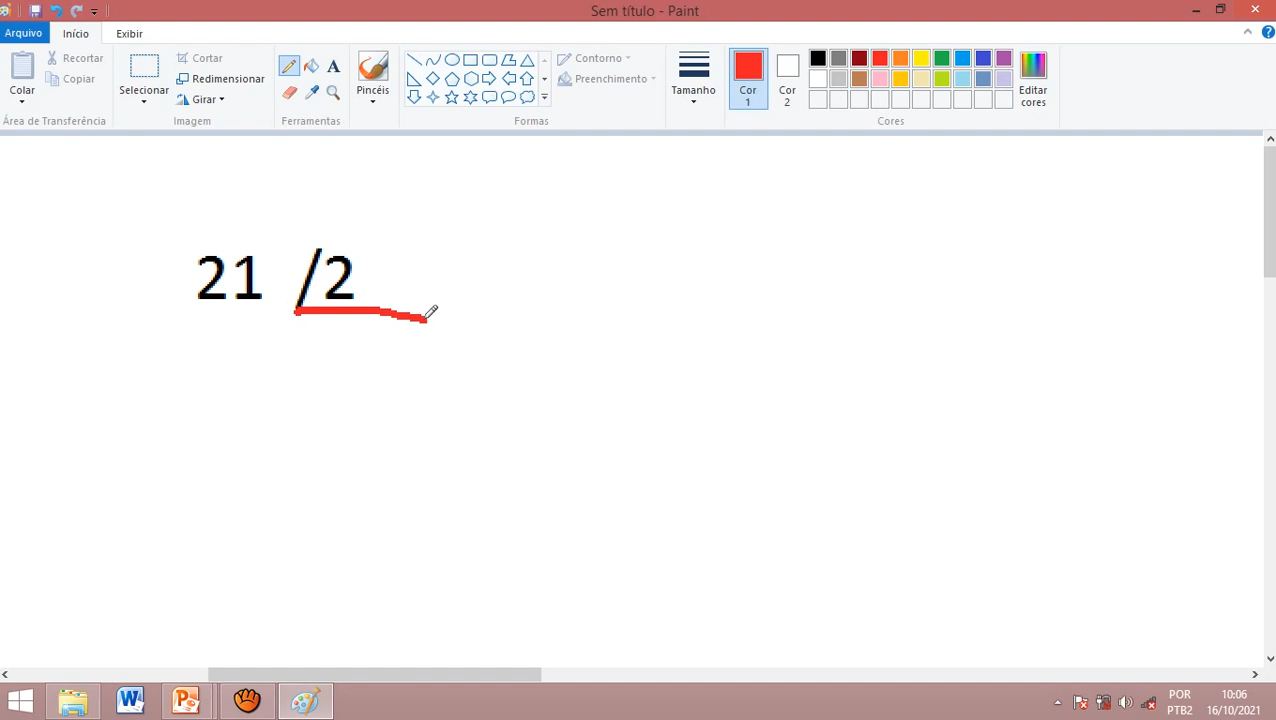 Sem título - Paint
Arquivo Início Exibir
Colar
Recortar
Copiar
Área de Transferência
Selecionar
Cortar
Redimensionar
Girar
Imagem
A
Ferramentas
Pincéis
Contorno
Preenchimento
Formas
Tamanho
Cor 1
Cor 2
Editar cores
Cores
21 /2
POR
PTB2
10:06
16/10/2021